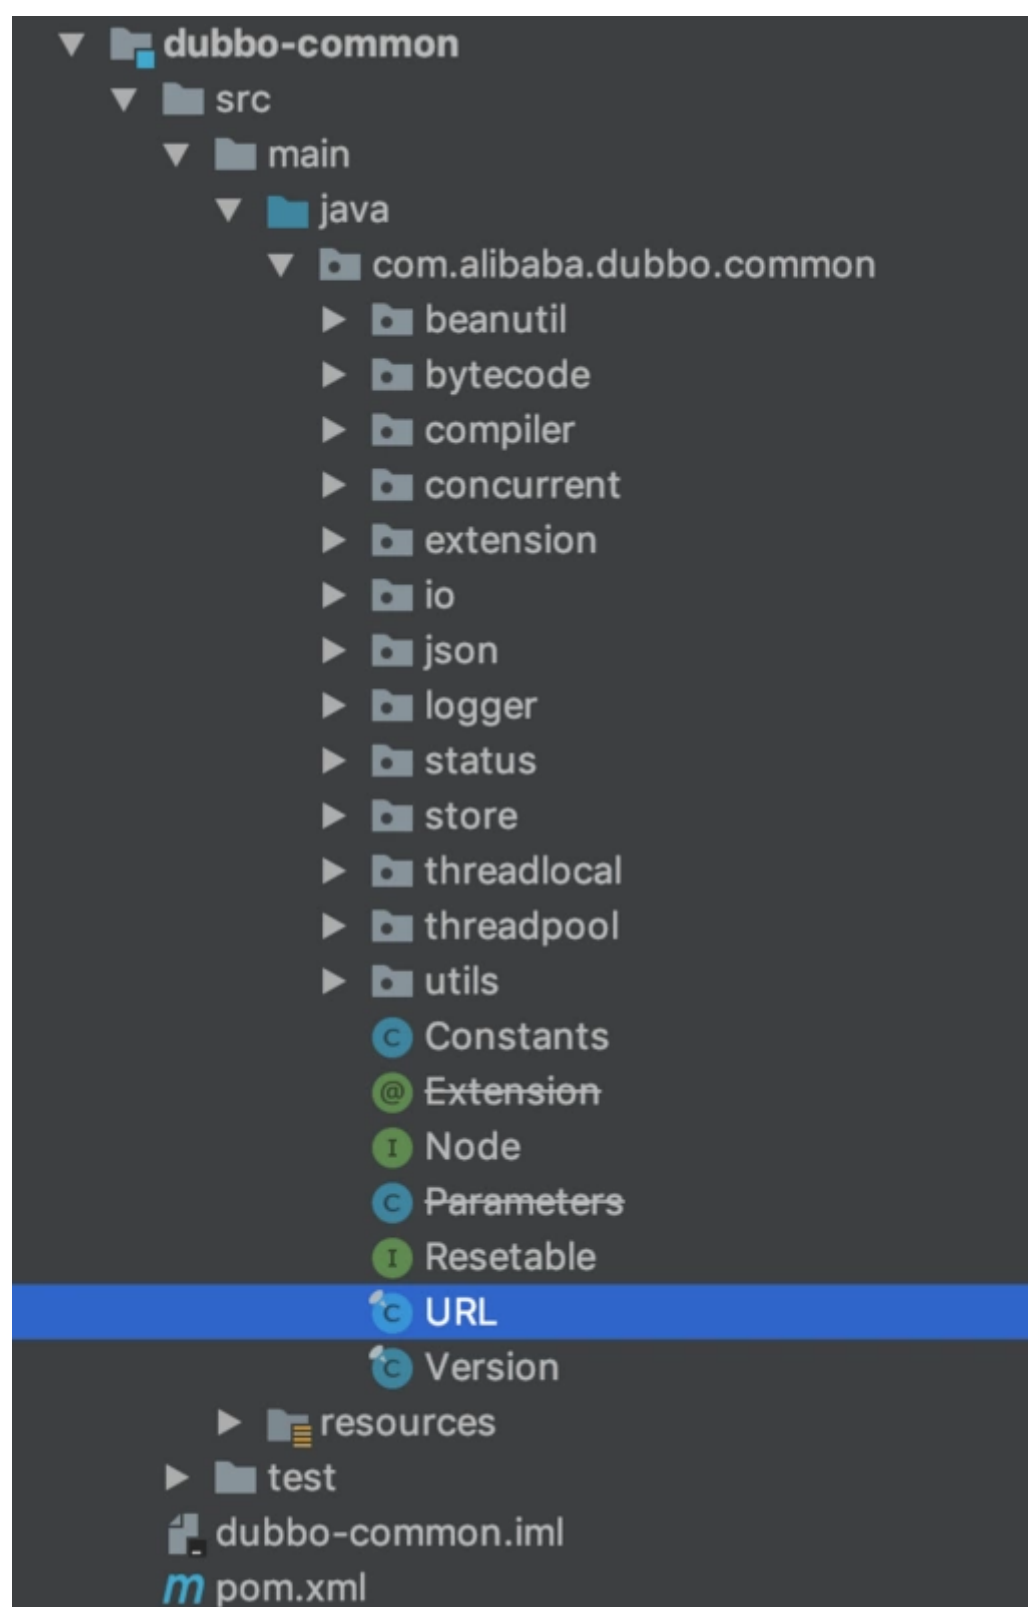 dubbo-common
src
main
java
com.alibaba.dubbo.common
beanutil
bytecode
compiler
concurrent
extension
io
json
logger
status
store
threadlocal
threadpool
utils
C Constants
@ Extension
I Node
C Parameters
I Resetable
C URL
C Version
resources
test
dubbo-common.iml
m pom.xml